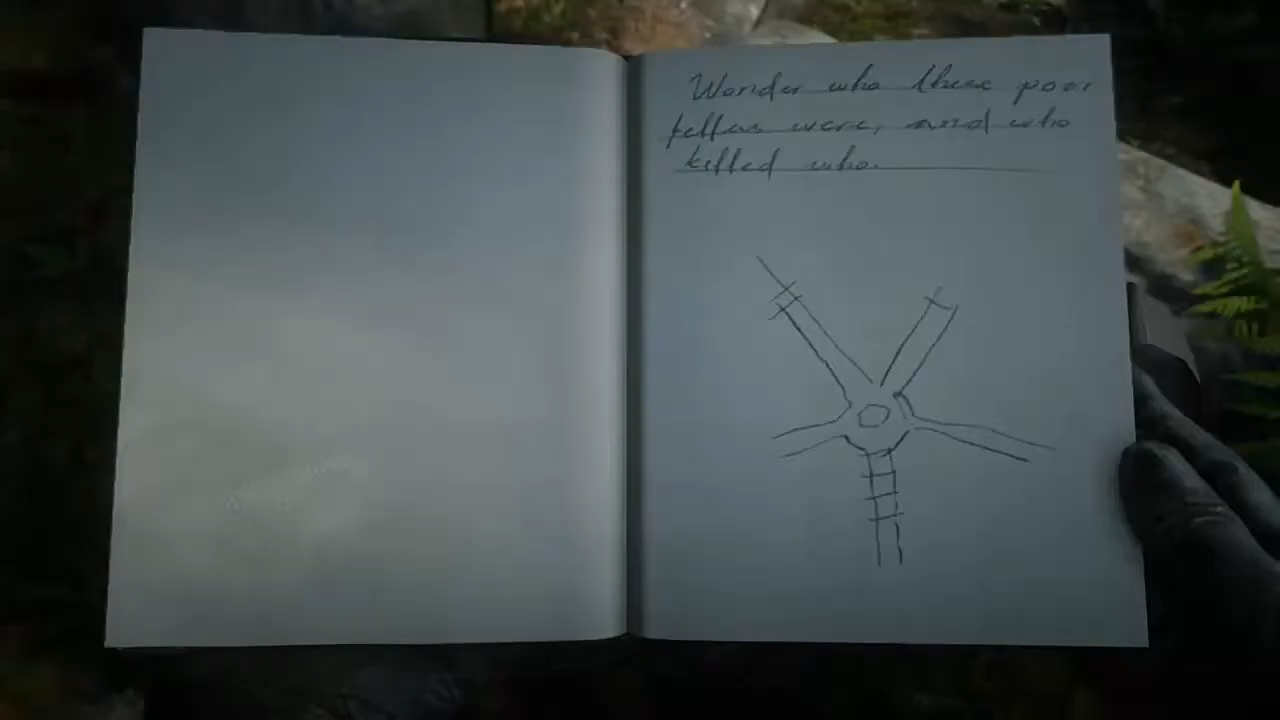 Wonder who these poor
fellas were, and who
killed who.